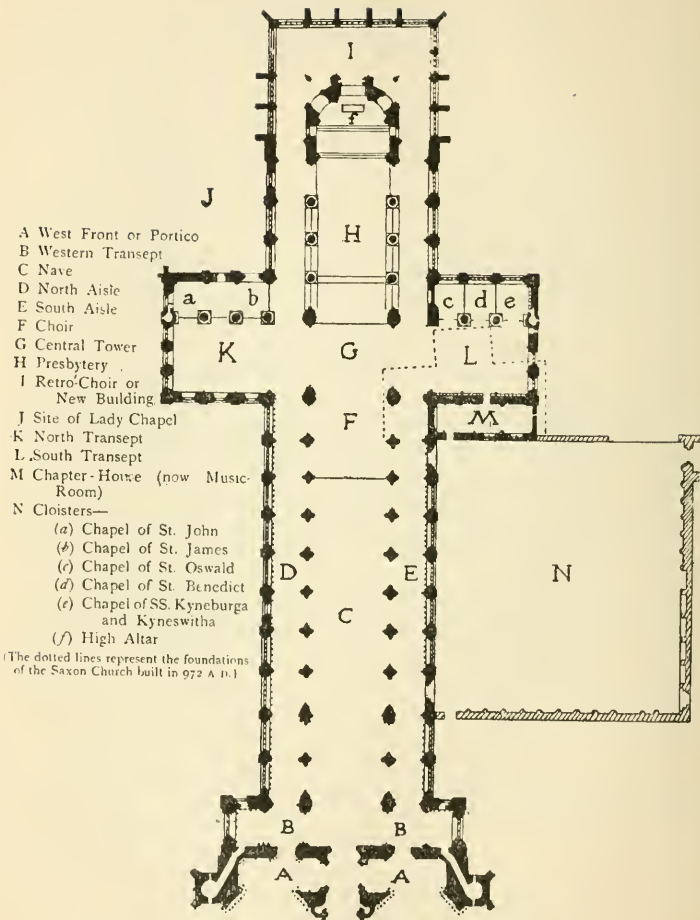 I
f
J
H
A West Front or Portico
B Western Transept
C Nave
D North Aisle
E South Aisle
F Choir
G Central Tower
H Presbytery
I Retro-Choir or
New Building
J Site of Lady Chapel
K North Transept
L South Transept
M Chapter-House (now Music-
Room)
N Cloisters—
(a) Chapel of St. John
(b) Chapel of St. James
(c) Chapel of St. Oswald
(d) Chapel of St. Benedict
(e) Chapel of SS. Kyneburga
and Kyneswitha
(f) High Altar
(The dotted lines represent the foundations
of the Saxon Church built in 972 A D.)
a b c d e
K G L
F M
D E N
C
B B
A A